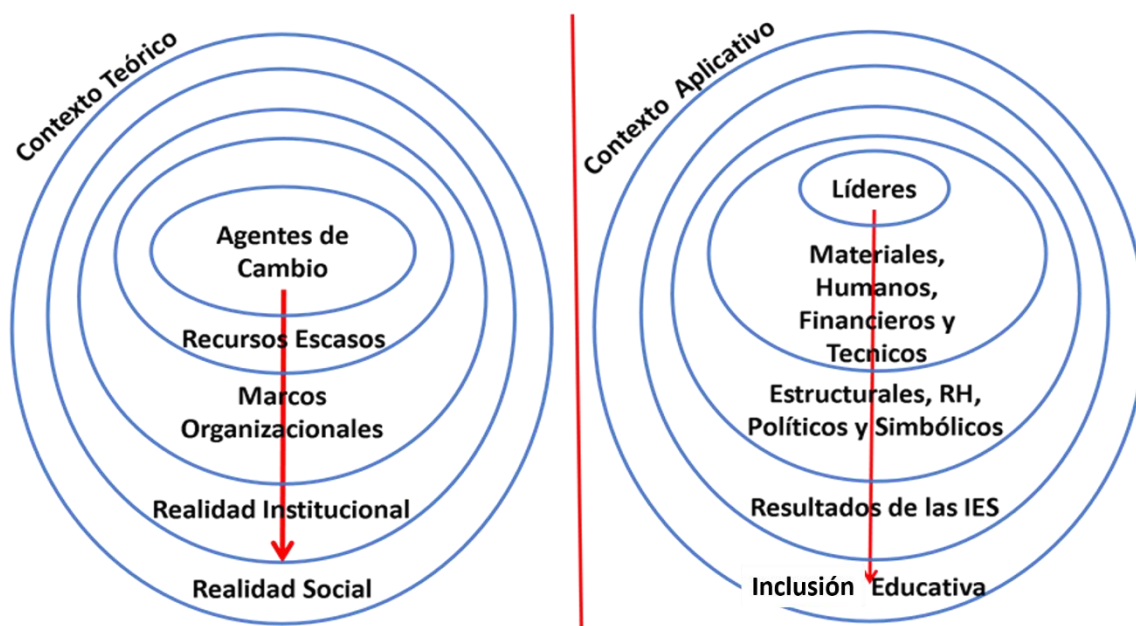 Contexto Teórico
Agentes de
Cambio
Recursos Escasos
Marcos
Organizacionales
Realidad Institucional
Realidad Social
Contexto Aplicativo
Líderes
Materiales,
Humanos,
Financieros y
Tecnicos
Estructurales, RH,
Políticos y Simbólicos
Resultados de las IES
Inclusión Educativa